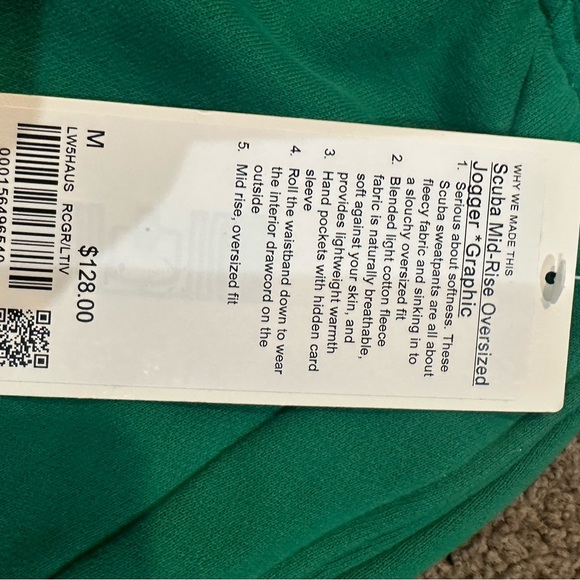 WHY WE MADE THIS
Scuba Mid-Rise Oversized
Jogger *Graphic
1. Serious about softness. These
Scuba sweatpants are all about
fleecy fabric and sinking in to
a slouchy oversized fit
2. Blended light cotton fleece
fabric is naturally breathable,
soft against your skin, and
provides lightweight warmth
3. Hand pockets with hidden card
sleeve
4. Roll the waistband down to wear
the interior drawcord on the
outside
5. Mid rise, oversized fit
M
$128.00
LW5HAUS RCGR/LTIV